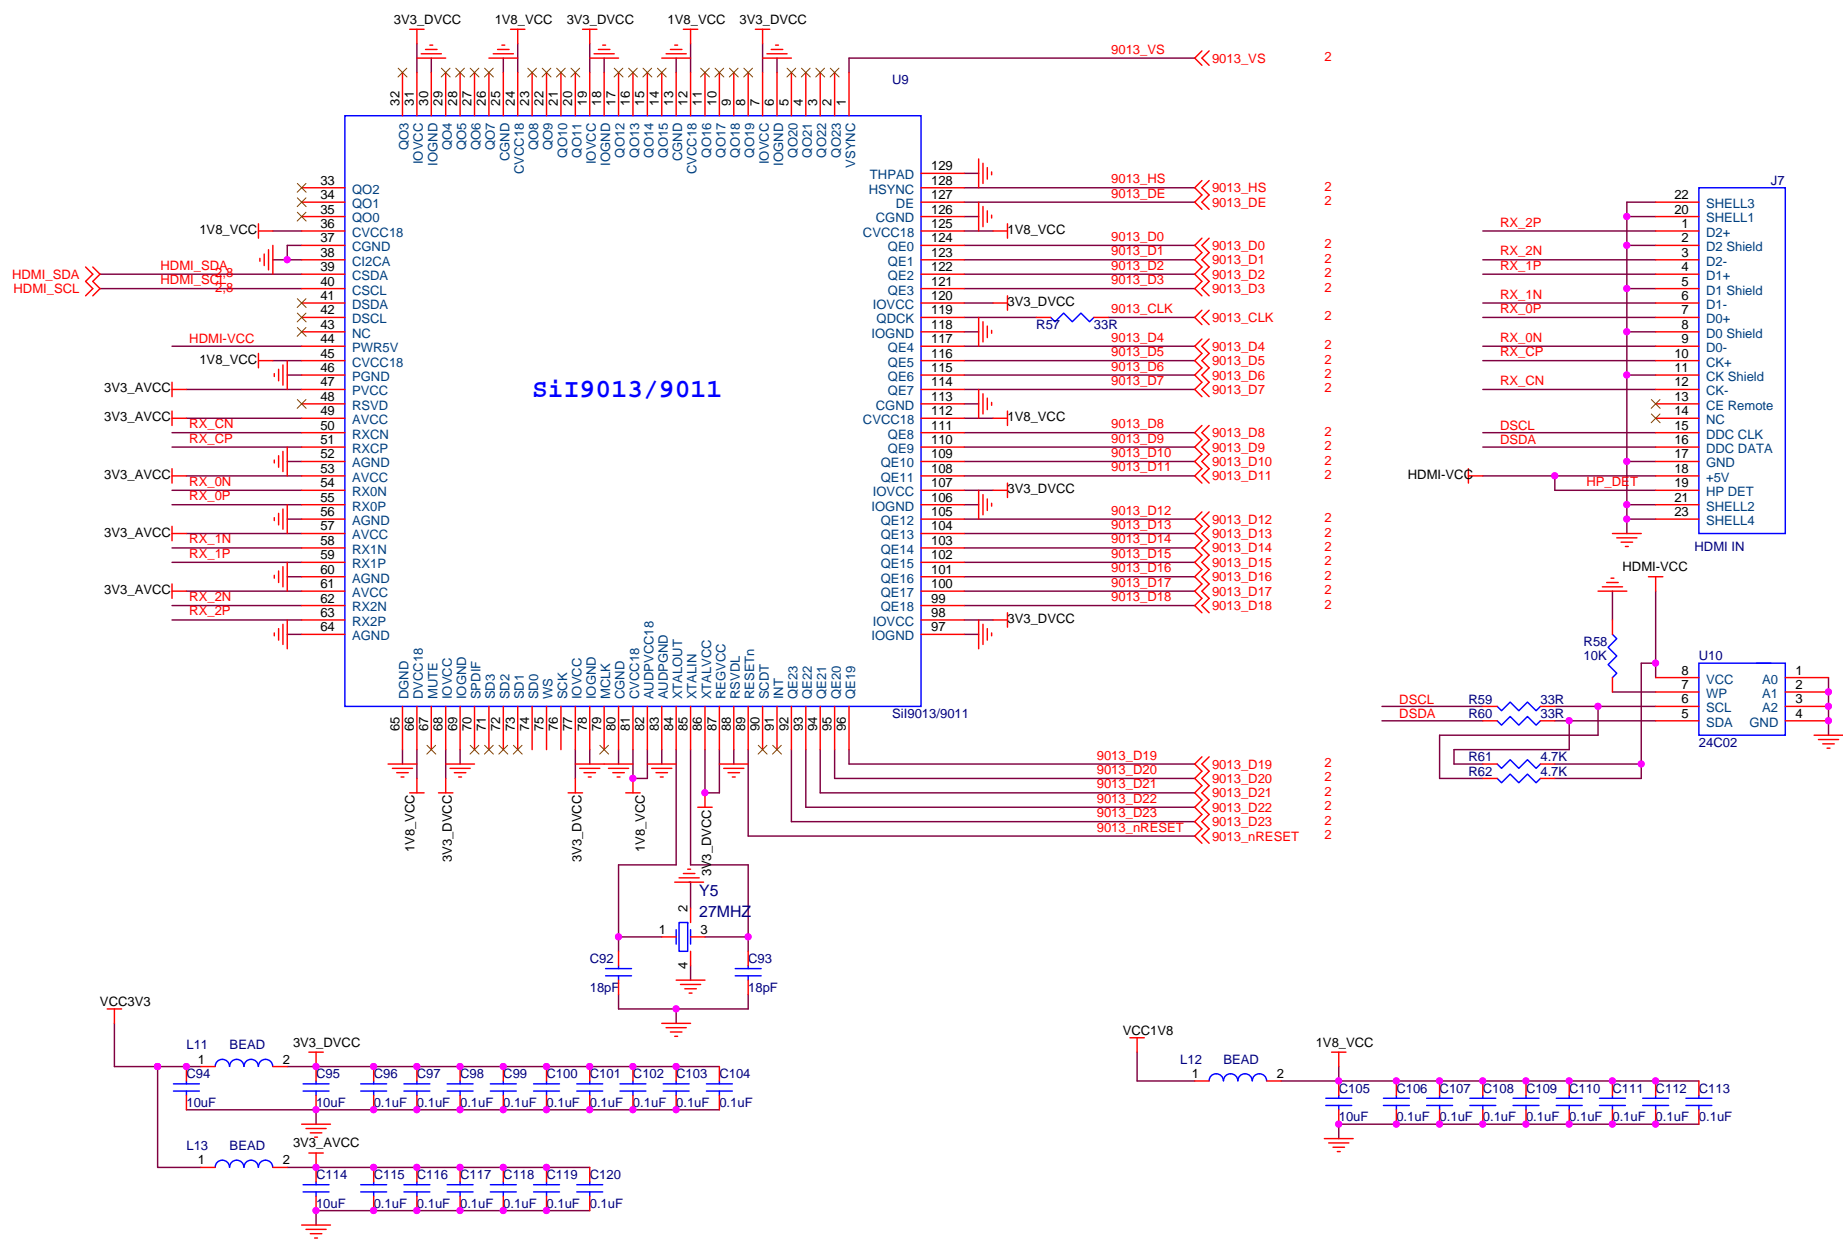 3V3_DVCC 1V8_VCC 3V3_DVCC 1V8_VCC 3V3_DVCC
9013_VS 9013_VS 2
U9
32 31 30 29 28 27 26 25 24 23 22 21 20 19 18 17 16 15 14 13 12 11 10 9 8 7 6 5 4 3 2 1
QO3 IOVCC IOGND QO4 QO5 QO6 QO7 CGND CVCC18 QO8 QO9 QO10 QO11 IOVCC IOGND QO12 QO13 QO14 QO15 CGND CVCC18 QO16 QO17 QO18 QO19 IOVCC IOGND QO20 QO21 QO22 QO23 VSYNC
33 QO2
34 QO1
35 QO0
1V8_VCC 36 CVCC18
37 CGND
38 CI2CA
HDMI_SDA HDMI_SDA 2,8 39 CSDA
HDMI_SCL HDMI_SCL 2,8 40 CSCL
41 DSDA
42 DSCL
43 NC
HDMI-VCC 44 PWR5V
1V8_VCC 45 CVCC18
46 PGND
3V3_AVCC 47 PVCC
48 RSVD
3V3_AVCC 49 AVCC
RX_CN 50 RXCN
RX_CP 51 RXCP
52 AGND
3V3_AVCC 53 AVCC
RX_0N 54 RX0N
RX_0P 55 RX0P
56 AGND
3V3_AVCC 57 AVCC
RX_1N 58 RX1N
RX_1P 59 RX1P
60 AGND
3V3_AVCC 61 AVCC
RX_2N 62 RX2N
RX_2P 63 RX2P
64 AGND
SiI9013/9011
THPAD 129
HSYNC 128 9013_HS 9013_HS 2
DE 127 9013_DE 9013_DE 2
CGND 126
CVCC18 125 1V8_VCC
QE0 124 9013_D0 9013_D0 2
QE1 123 9013_D1 9013_D1 2
QE2 122 9013_D2 9013_D2 2
QE3 121 9013_D3 9013_D3 2
IOVCC 120 3V3_DVCC
QDCK 119 R57 33R 9013_CLK 9013_CLK 2
IOGND 118
QE4 117 9013_D4 9013_D4 2
QE5 116 9013_D5 9013_D5 2
QE6 115 9013_D6 9013_D6 2
QE7 114 9013_D7 9013_D7 2
CGND 113
CVCC18 112 1V8_VCC
QE8 111 9013_D8 9013_D8 2
QE9 110 9013_D9 9013_D9 2
QE10 109 9013_D10 9013_D10 2
QE11 108 9013_D11 9013_D11 2
IOVCC 107 3V3_DVCC
IOGND 106
QE12 105 9013_D12 9013_D12 2
QE13 104 9013_D13 9013_D13 2
QE14 103 9013_D14 9013_D14 2
QE15 102 9013_D15 9013_D15 2
QE16 101 9013_D16 9013_D16 2
QE17 100 9013_D17 9013_D17 2
QE18 99 9013_D18 9013_D18 2
IOVCC 98 3V3_DVCC
IOGND 97
DGND DVCC18 MUTE IOVCC IOGND SPDIF SD3 SD2 SD1 SD0 WS SCK IOVCC IOGND MCLK CGND CVCC18 AUDPVCC18 AUDPGND XTALOUT XTALIN XTALVCC REGVCC RSVDL RESETn SCDT INT QE23 QE22 QE21 QE20 QE19
65 66 67 68 69 70 71 72 73 74 75 76 77 78 79 80 81 82 83 84 85 86 87 88 89 90 91 92 93 94 95 96
SiI9013/9011
1V8_VCC 3V3_DVCC 3V3_DVCC 1V8_VCC 3V3_DVCC
9013_D19 9013_D19 2
9013_D20 9013_D20 2
9013_D21 9013_D21 2
9013_D22 9013_D22 2
9013_D23 9013_D23 2
9013_nRESET 9013_nRESET 2
Y5
27MHZ
1 2 3 4
C92 18pF
C93 18pF
J7
22 SHELL3
20 SHELL1
RX_2P 1 D2+
2 D2 Shield
RX_2N 3 D2-
RX_1P 4 D1+
5 D1 Shield
RX_1N 6 D1-
RX_0P 7 D0+
8 D0 Shield
RX_0N 9 D0-
RX_CP 10 CK+
11 CK Shield
RX_CN 12 CK-
13 CE Remote
14 NC
DSCL 15 DDC CLK
DSDA 16 DDC DATA
17 GND
HDMI-VCC 18 +5V
HP_DET 19 HP DET
21 SHELL2
23 SHELL4
HDMI IN
HDMI-VCC
R58
10K
U10
8 VCC A0 1
7 WP A1 2
DSCL R59 33R 6 SCL A2 3
DSDA R60 33R 5 SDA GND 4
24C02
R61 4.7K
R62 4.7K
VCC3V3
L11 BEAD 3V3_DVCC
1 2
C94 C95 C96 C97 C98 C99 C100 C101 C102 C103 C104
10uF 10uF 0.1uF 0.1uF 0.1uF 0.1uF 0.1uF 0.1uF 0.1uF 0.1uF 0.1uF
L13 BEAD 3V3_AVCC
1 2
C114 C115 C116 C117 C118 C119 C120
10uF 0.1uF 0.1uF 0.1uF 0.1uF 0.1uF 0.1uF
VCC1V8
L12 BEAD 1V8_VCC
1 2
C105 C106 C107 C108 C109 C110 C111 C112 C113
10uF 0.1uF 0.1uF 0.1uF 0.1uF 0.1uF 0.1uF 0.1uF 0.1uF